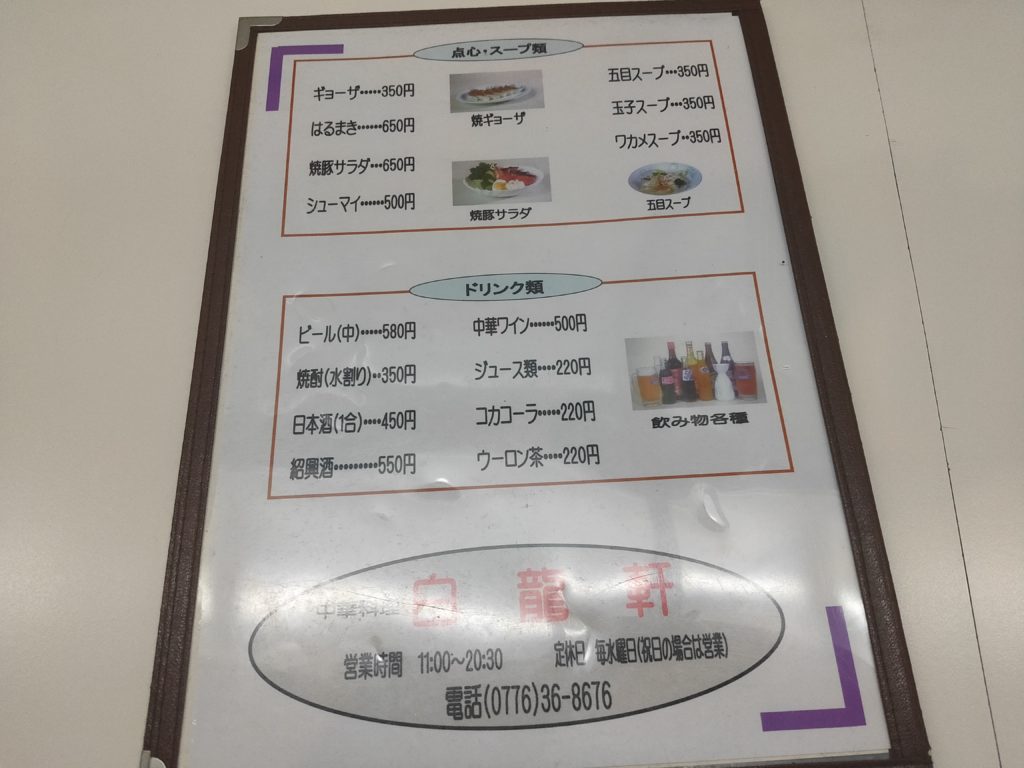 点心・スープ類
ギョーザ・・・・・350円
はるまき・・・・・・650円
焼豚サラダ・・・650円
シューマイ・・・・・・500円
焼ギョーザ
焼豚サラダ
五目スープ・・・350円
玉子スープ・・・350円
ワカメスープ・・350円
五目スープ
ドリンク類
ビール(中)・・・・・580円
焼酎(水割り)・・350円
日本酒(1合)・・・・450円
紹興酒・・・・・・・・・550円
中華ワイン・・・・・・500円
ジュース類・・・・220円
コカコーラ・・・・・220円
ウーロン茶・・・・220円
飲み物各種
中華料理 白龍軒
営業時間 11:00〜20:30 定休日 毎水曜日(祝日の場合は営業)
電話(0776)36-8676